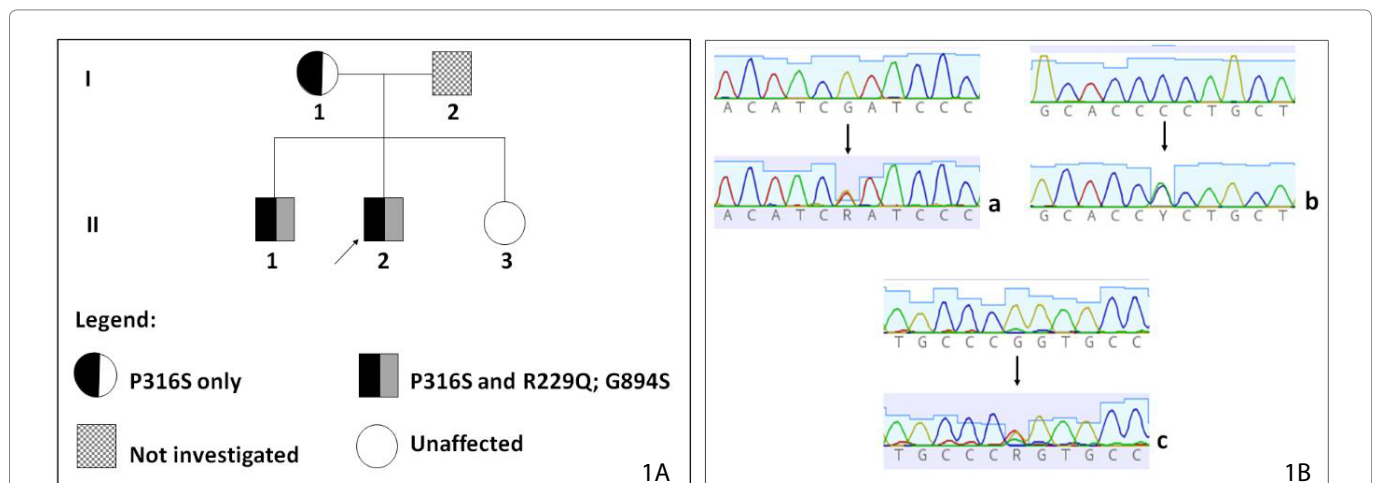 I
1
2
II
1
2
3
Legend:
P316S only
P316S and R229Q; G894S
Not investigated
Unaffected
1A
A C A T C G A T C C C
A C A T C R A T C C C
a
G C A C C C C T G C T
G C A C C Y C T G C T
b
T G C C C G G T G C C
T G C C C R G T G C C
c
1B